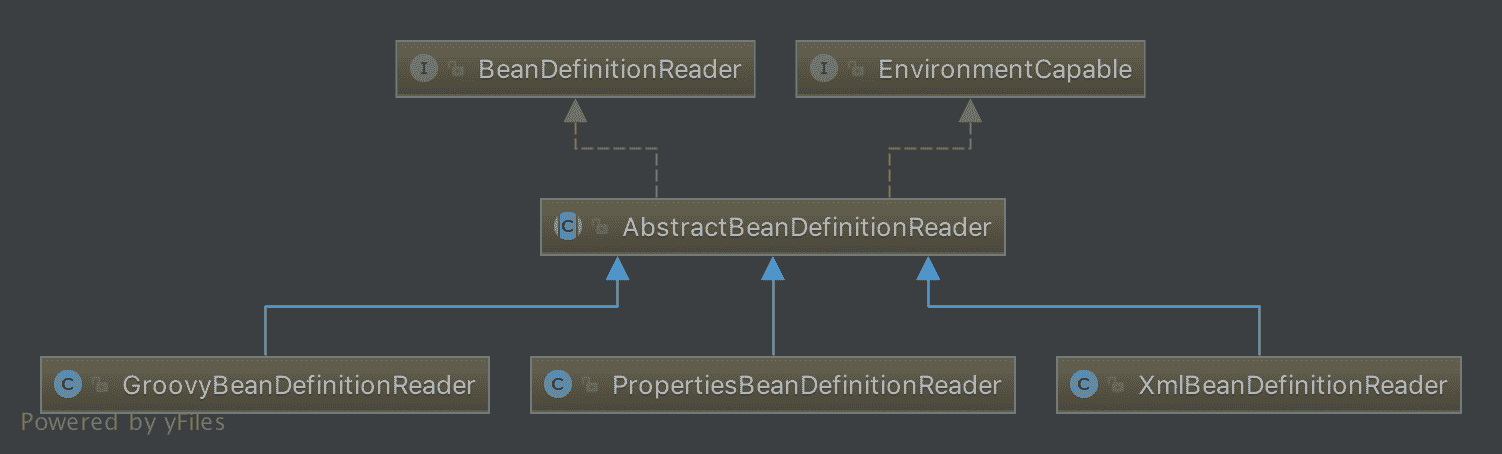 I BeanDefinitionReader
I EnvironmentCapable
C AbstractBeanDefinitionReader
C GroovyBeanDefinitionReader
C PropertiesBeanDefinitionReader
C XmlBeanDefinitionReader
Powered by yFiles